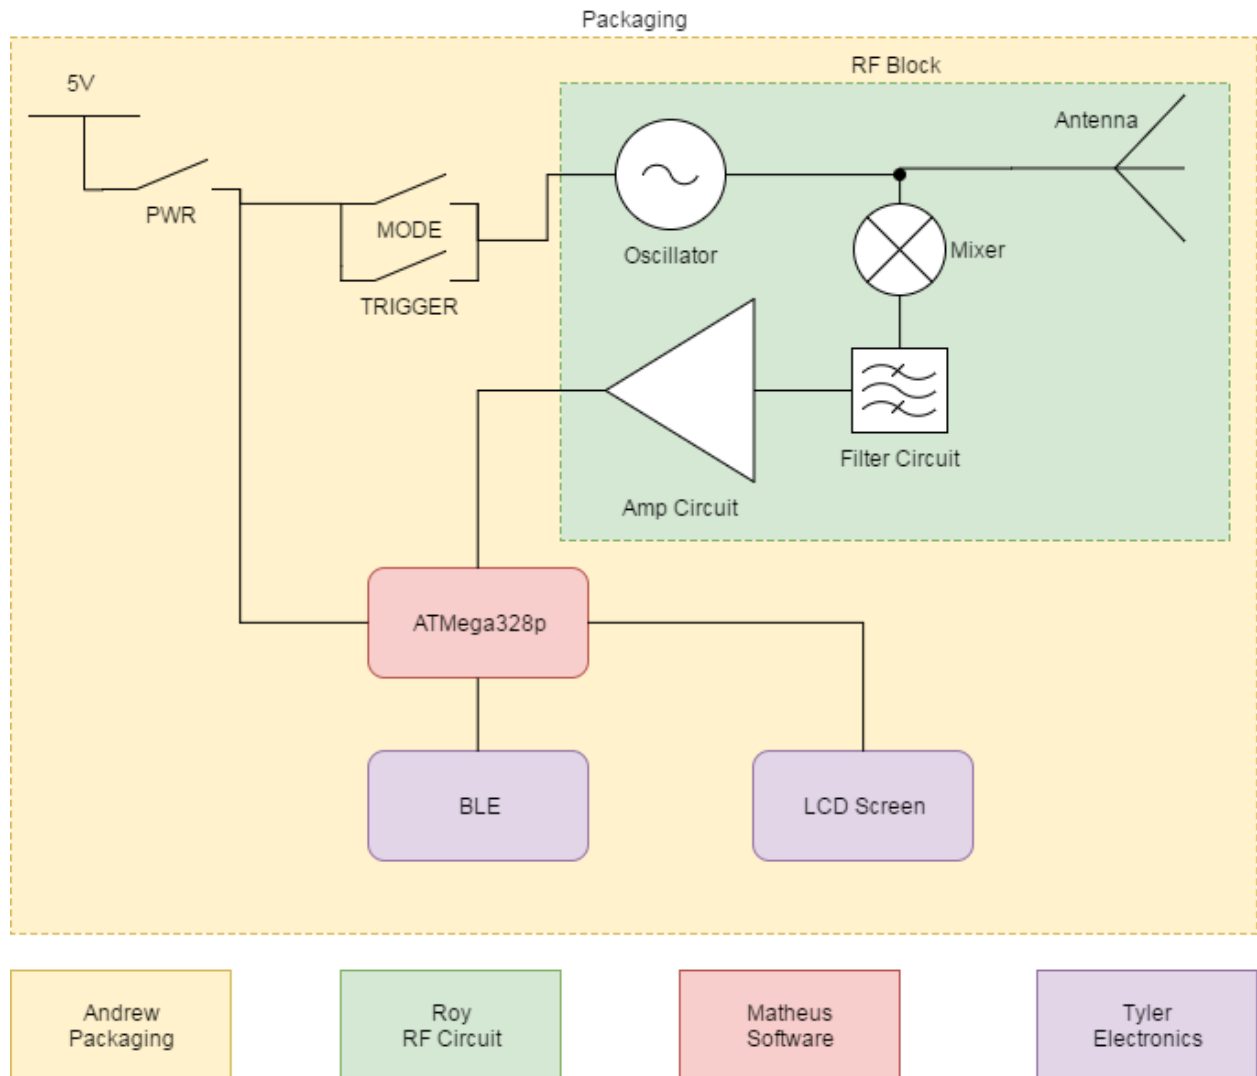 Packaging
RF Block
5V
Antenna
PWR
MODE
Oscillator
Mixer
TRIGGER
Filter Circuit
Amp Circuit
ATMega328p
BLE
LCD Screen
Andrew
Packaging
Roy
RF Circuit
Matheus
Software
Tyler
Electronics